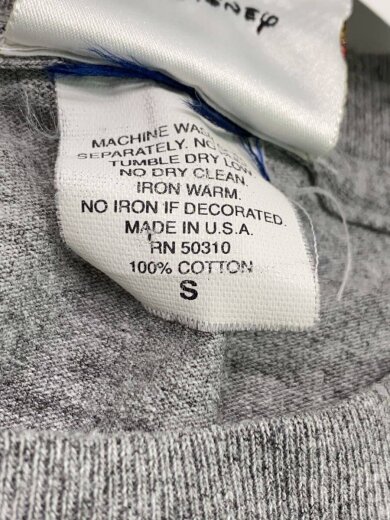 DISNEY
MACHINE WAS
SEPARATELY. NO
TUMBLE DRY LOW
NO DRY CLEAN.
IRON WARM.
NO IRON IF DECORATED.
MADE IN U.S.A.
RN 50310
100% COTTON
S